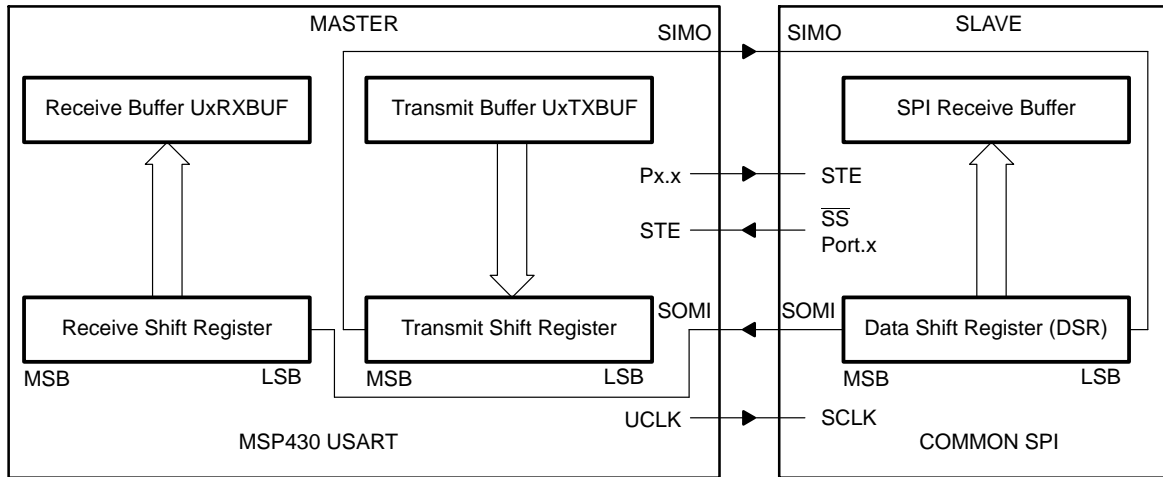 MASTER
SIMO
SIMO
SLAVE
Receive Buffer UxRXBUF
Transmit Buffer UxTXBUF
SPI Receive Buffer
Px.x
STE
STE
SS
Port.x
Receive Shift Register
Transmit Shift Register
SOMI
SOMI
Data Shift Register (DSR)
MSB
LSB
MSB
LSB
MSB
LSB
UCLK
SCLK
MSP430 USART
COMMON SPI